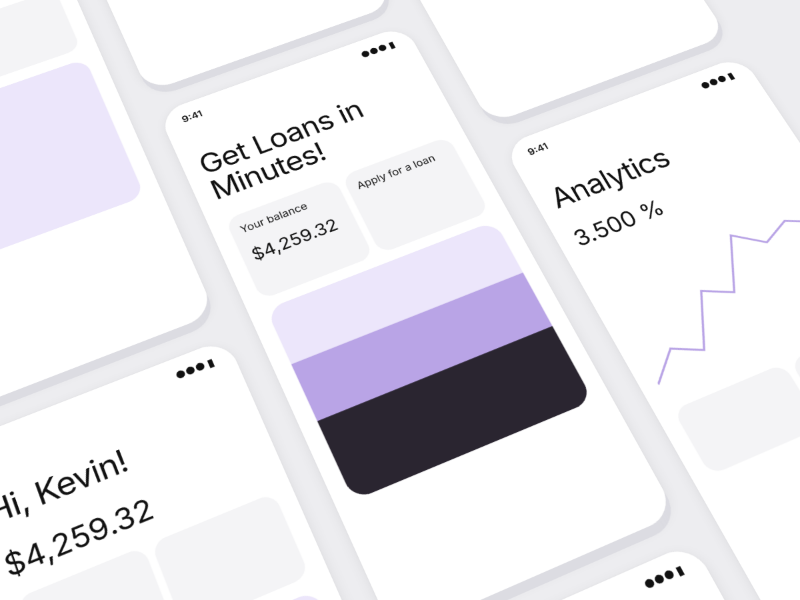 9:41
Get Loans in
Minutes!
Your balance
$4,259.32
Apply for a loan
9:41
Analytics
3.500 %
Hi, Kevin!
$4,259.32